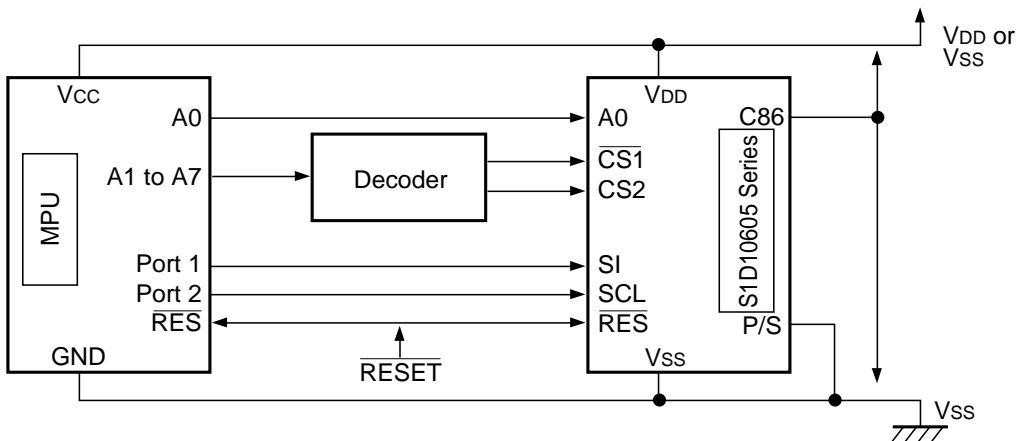 VDD or
VSS
VCC
VDD
A0
A0
C86
CS1
A1 to A7
Decoder
CS2
MPU
S1D10605 Series
Port 1
SI
Port 2
SCL
RES
RES
P/S
GND
VSS
RESET
VSS